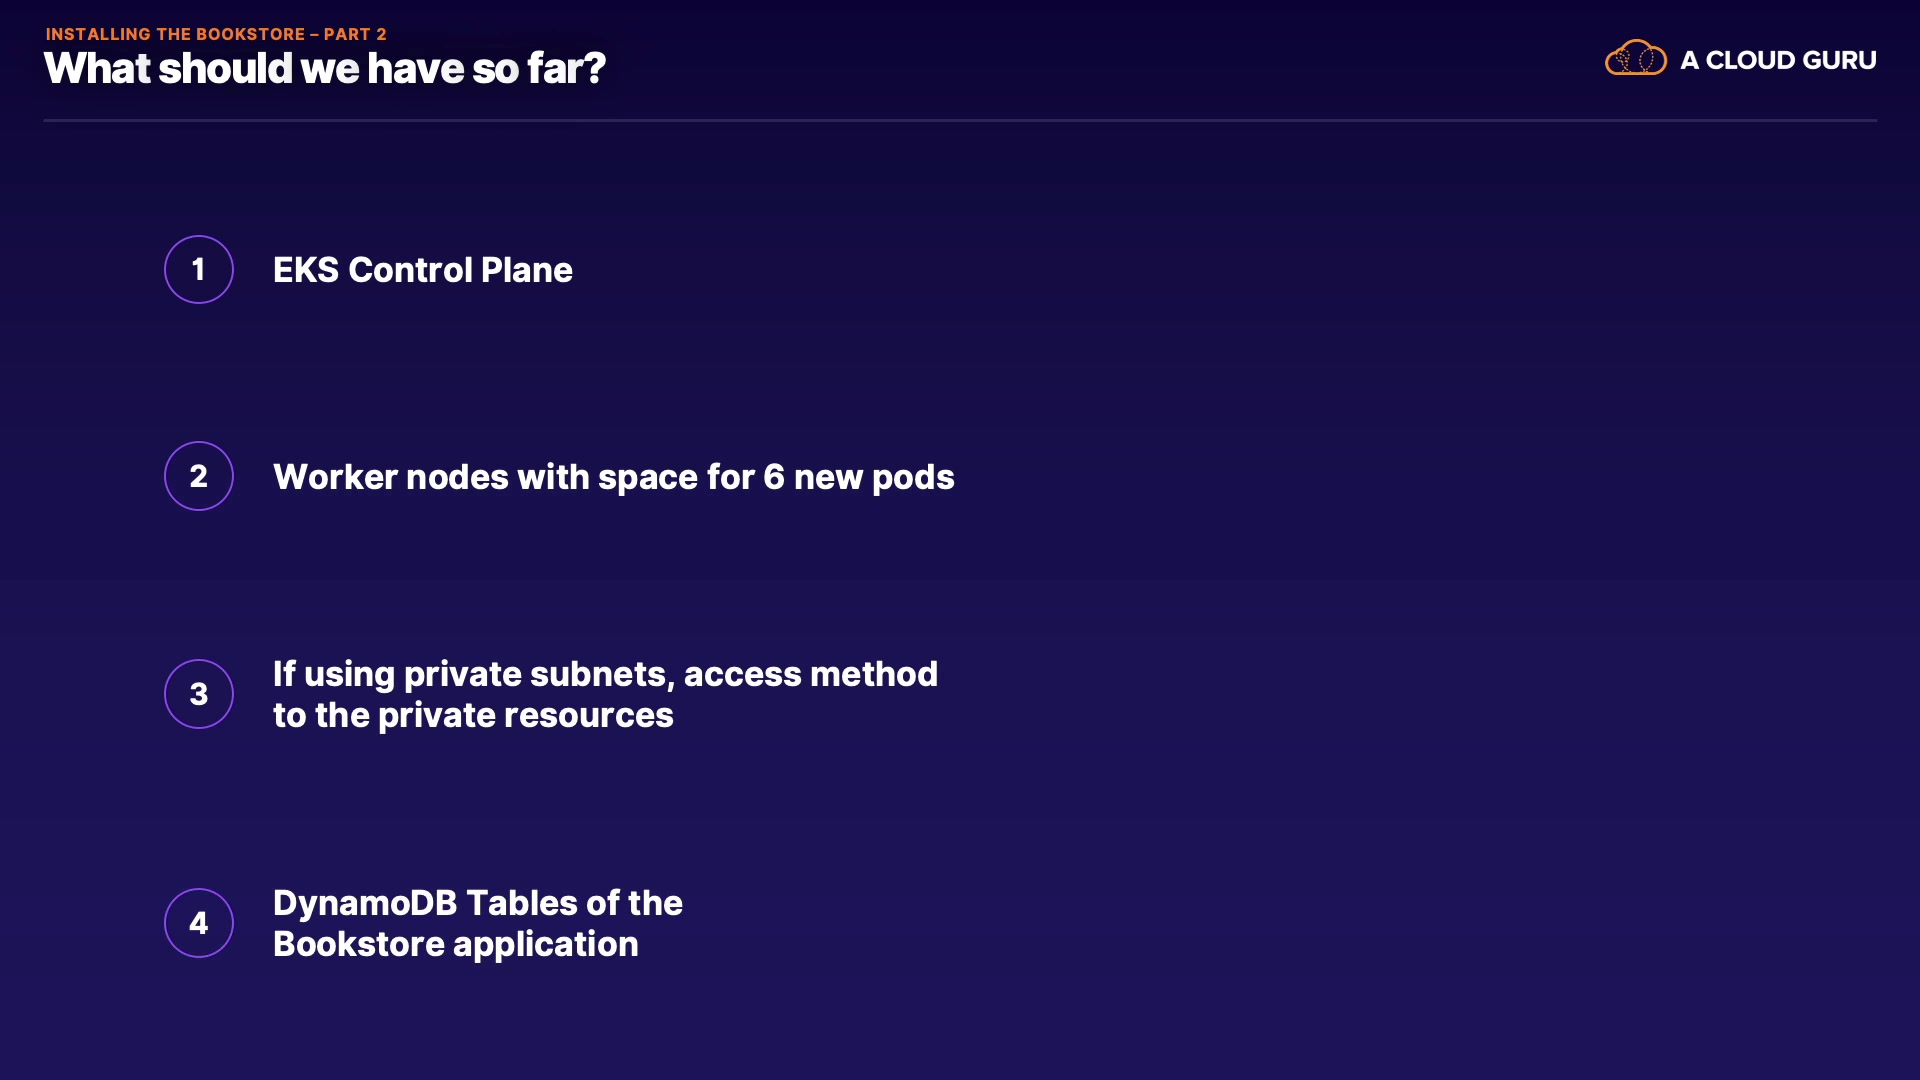 INSTALLING THE BOOKSTORE – PART 2
What should we have so far?
A CLOUD GURU
1
EKS Control Plane
2
Worker nodes with space for 6 new pods
3
If using private subnets, access method
to the private resources
4
DynamoDB Tables of the
Bookstore application